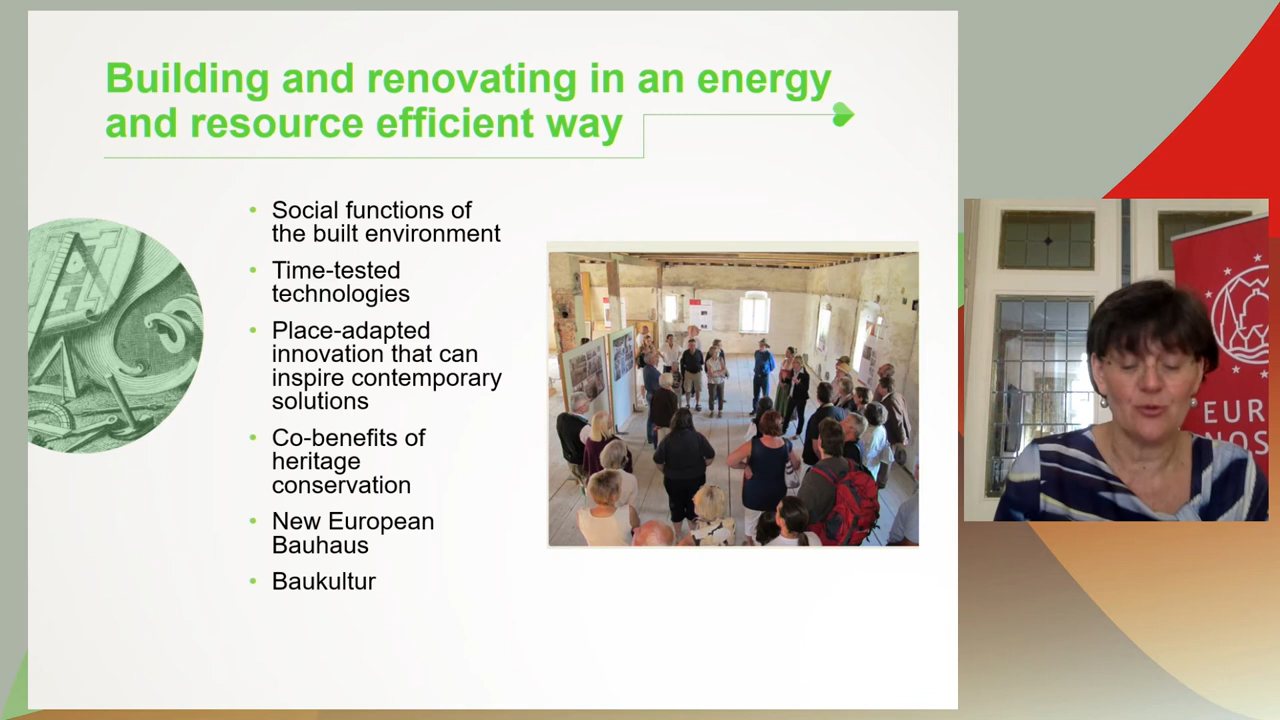 Building and renovating in an energy
and resource efficient way
• Social functions of
the built environment
• Time-tested
technologies
• Place-adapted
innovation that can
inspire contemporary
solutions
• Co-benefits of
heritage
conservation
• New European
Bauhaus
• Baukultur
EUR
NOS